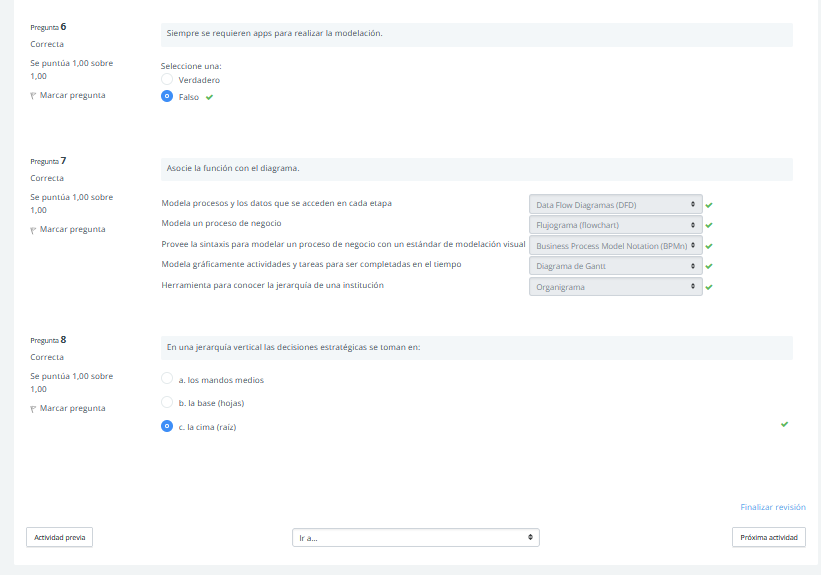 Pregunta 6
Correcta
Se puntúa 1,00 sobre
1,00
Marcar pregunta
Siempre se requieren apps para realizar la modelación.
Seleccione una:
Verdadero
Falso
Pregunta 7
Correcta
Se puntúa 1,00 sobre
1,00
Marcar pregunta
Asocie la función con el diagrama.
Modela procesos y los datos que se acceden en cada etapa Data Flow Diagramas (DFD)
Modela un proceso de negocio Flujograma (flowchart)
Provee la sintaxis para modelar un proceso de negocio con un estándar de modelación visual Business Process Model Notation (BPMn)
Modela gráficamente actividades y tareas para ser completadas en el tiempo Diagrama de Gantt
Herramienta para conocer la jerarquía de una institución Organigrama
Pregunta 8
Correcta
Se puntúa 1,00 sobre
1,00
Marcar pregunta
En una jerarquía vertical las decisiones estratégicas se toman en:
a. los mandos medios
b. la base (hojas)
c. la cima (raíz)
Finalizar revisión
Actividad previa
Ir a...
Próxima actividad